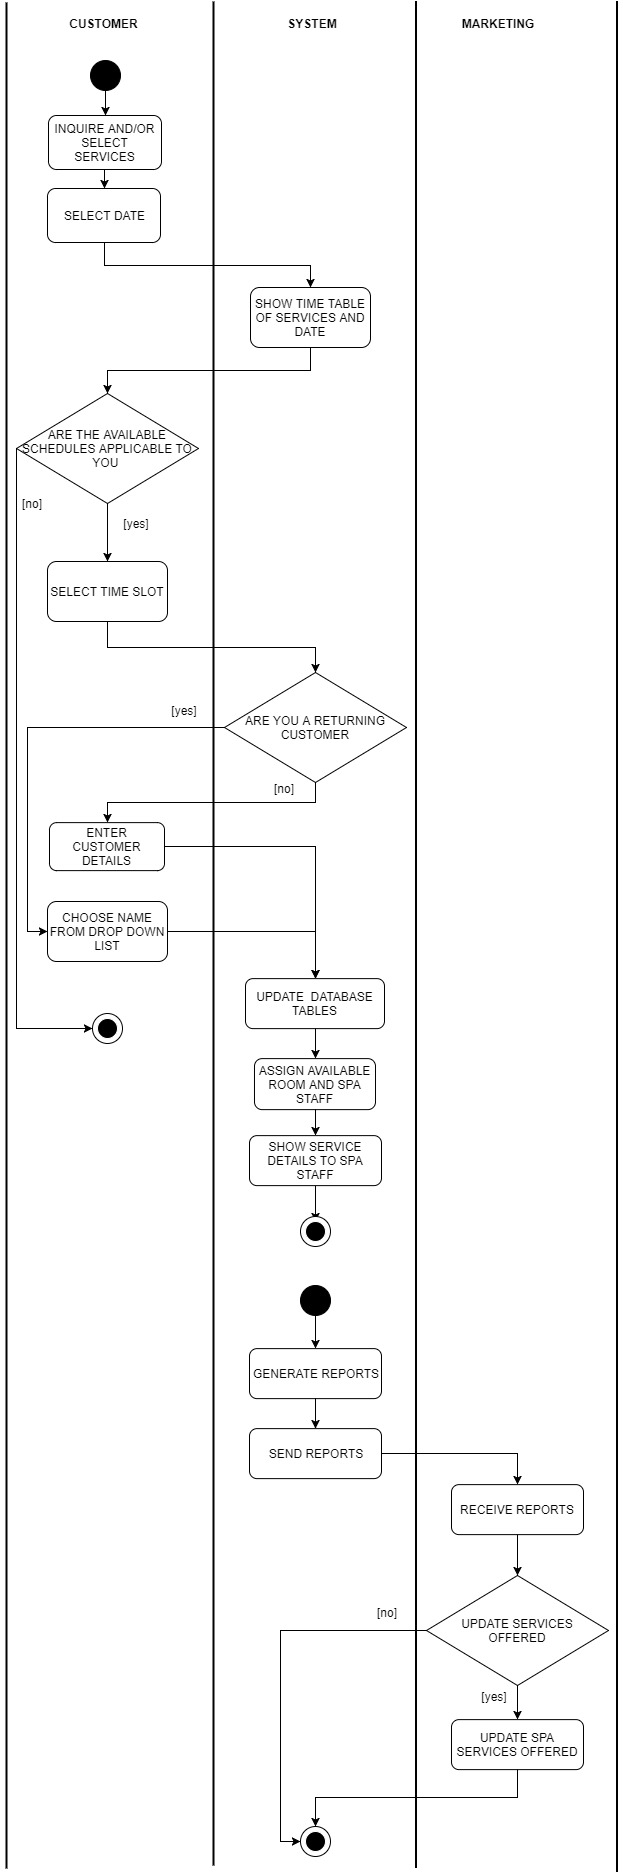 CUSTOMER
SYSTEM
MARKETING
INQUIRE AND/OR
SELECT
SERVICES
SELECT DATE
SHOW TIME TABLE
OF SERVICES AND
DATE
ARE THE AVAILABLE
SCHEDULES APPLICABLE TO
YOU
[no]
[yes]
SELECT TIME SLOT
[yes]
ARE YOU A RETURNING
CUSTOMER
[no]
ENTER
CUSTOMER
DETAILS
CHOOSE NAME
FROM DROP DOWN
LIST
UPDATE  DATABASE
TABLES
ASSIGN AVAILABLE
ROOM AND SPA
STAFF
SHOW SERVICE
DETAILS TO SPA
STAFF
GENERATE REPORTS
SEND REPORTS
RECEIVE REPORTS
[no]
UPDATE SERVICES
OFFERED
[yes]
UPDATE SPA
SERVICES OFFERED